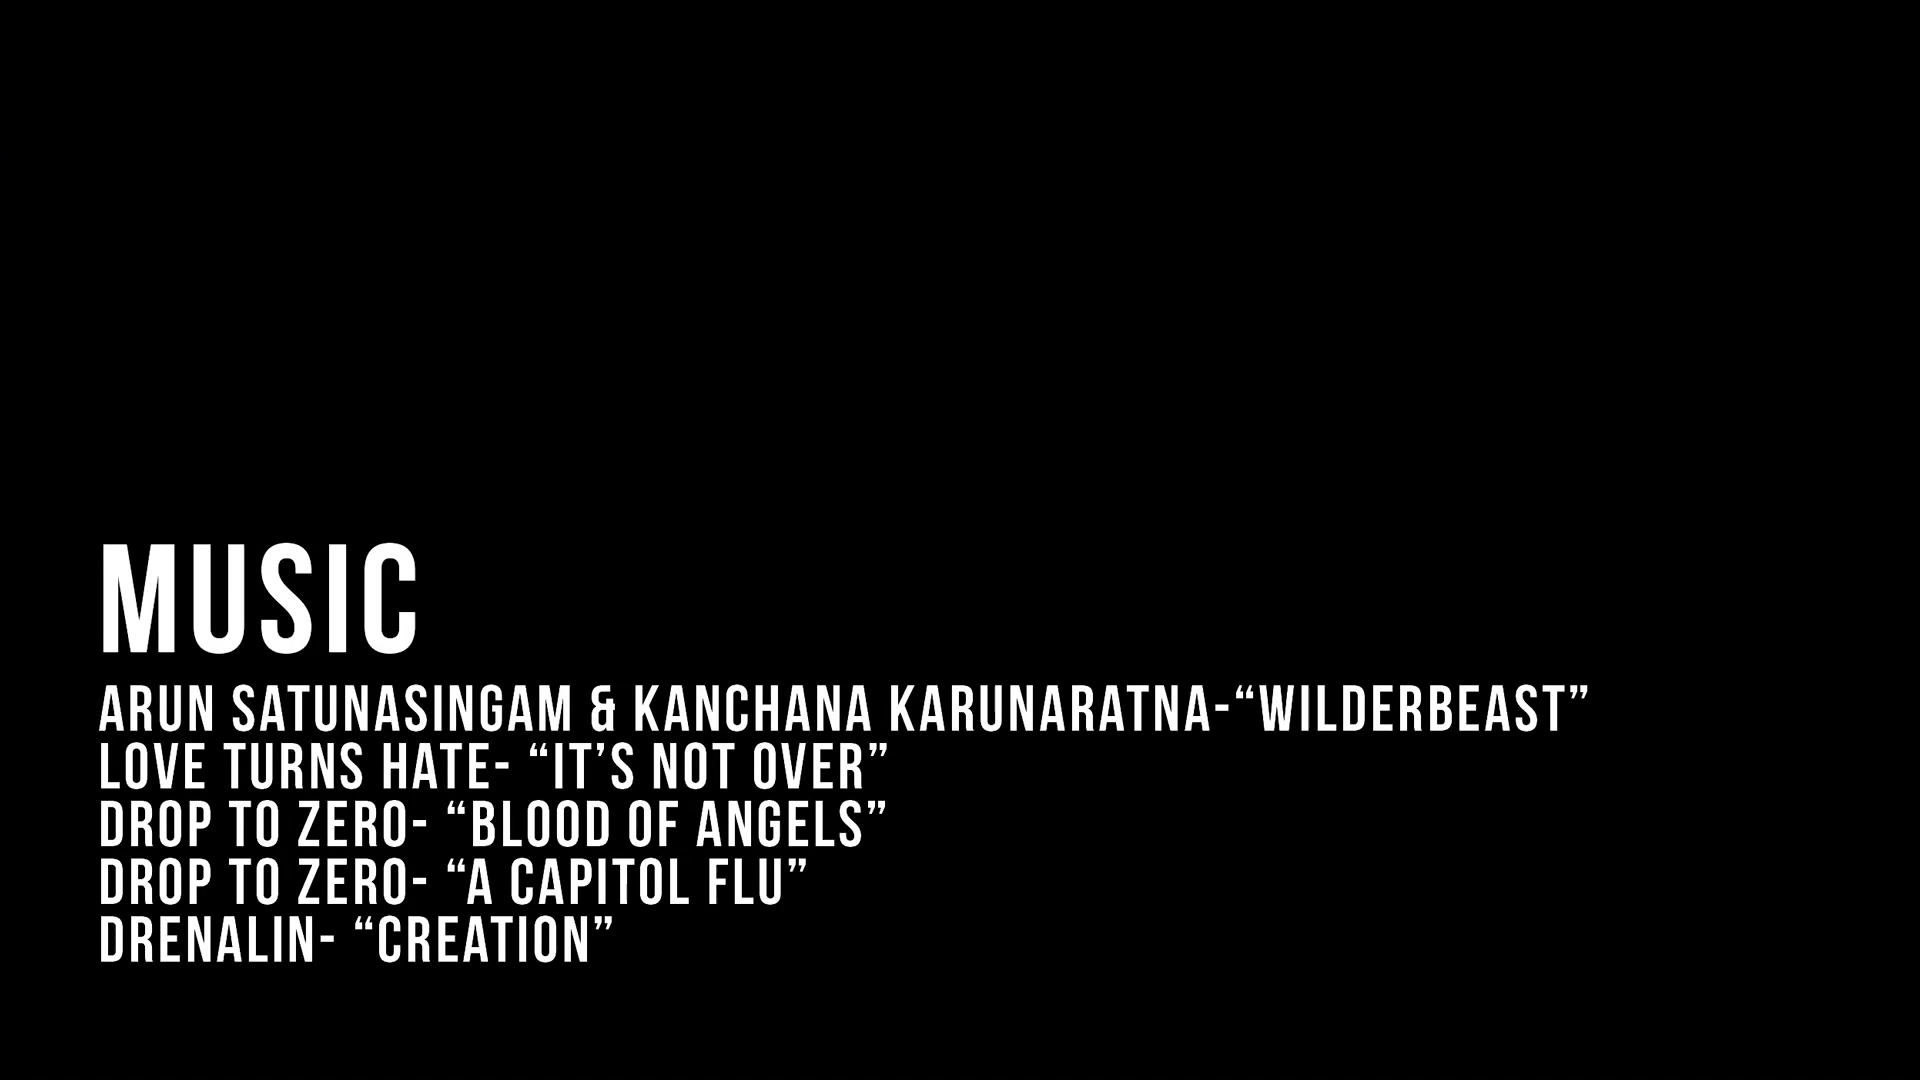 MUSIC
ARUN SATUNASINGAM & KANCHANA KARUNARATNA-“WILDERBEAST”
LOVE TURNS HATE- “IT’S NOT OVER”
DROP TO ZERO- “BLOOD OF ANGELS”
DROP TO ZERO- “A CAPITOL FLU”
DRENALIN- “CREATION”